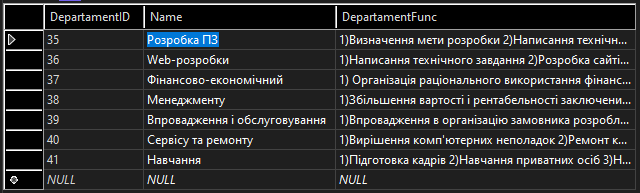 DepartamentID Name DepartamentFunc
35 Розробка ПЗ 1)Визначення мети розробки 2)Написання технічн...
36 Web-розробки 1)Написання технічного завдання 2)Розробка сайті...
37 Фінансово-економічний 1) Організація раціонального використання фінанс...
38 Менеджменту 1)Збільшення вартості і рентабельності заключени...
39 Впровадження і обслуговування 1)Впровадження в організацію замовника розробл...
40 Сервісу та ремонту 1)Вирішення комп'ютерних неполадок 2)Ремонт к...
41 Навчання 1)Підготовка кадрів 2)Навчання приватних осіб 3)Н...
NULL NULL NULL